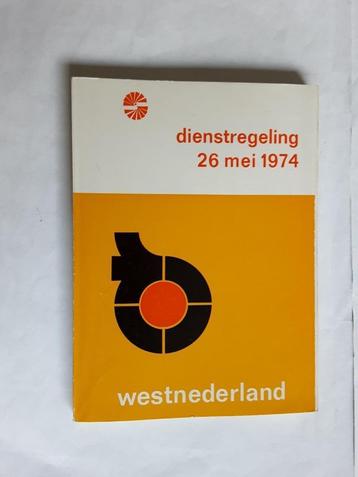 dienstregeling
26 mei 1974
westnederland